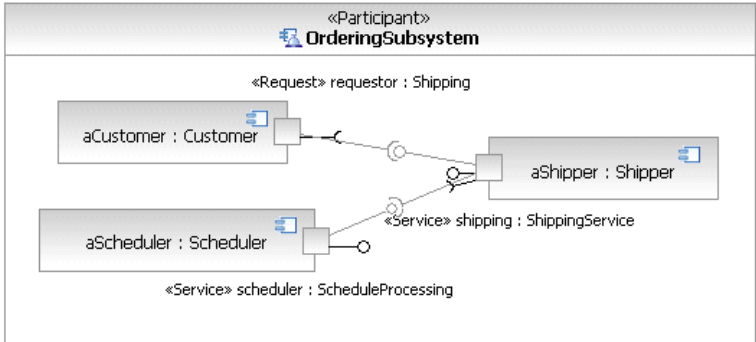 «Participant»
OrderingSubsystem
«Request» requestor : Shipping
aCustomer : Customer
aShipper : Shipper
«Service» shipping : ShippingService
aScheduler : Scheduler
«Service» scheduler : ScheduleProcessing